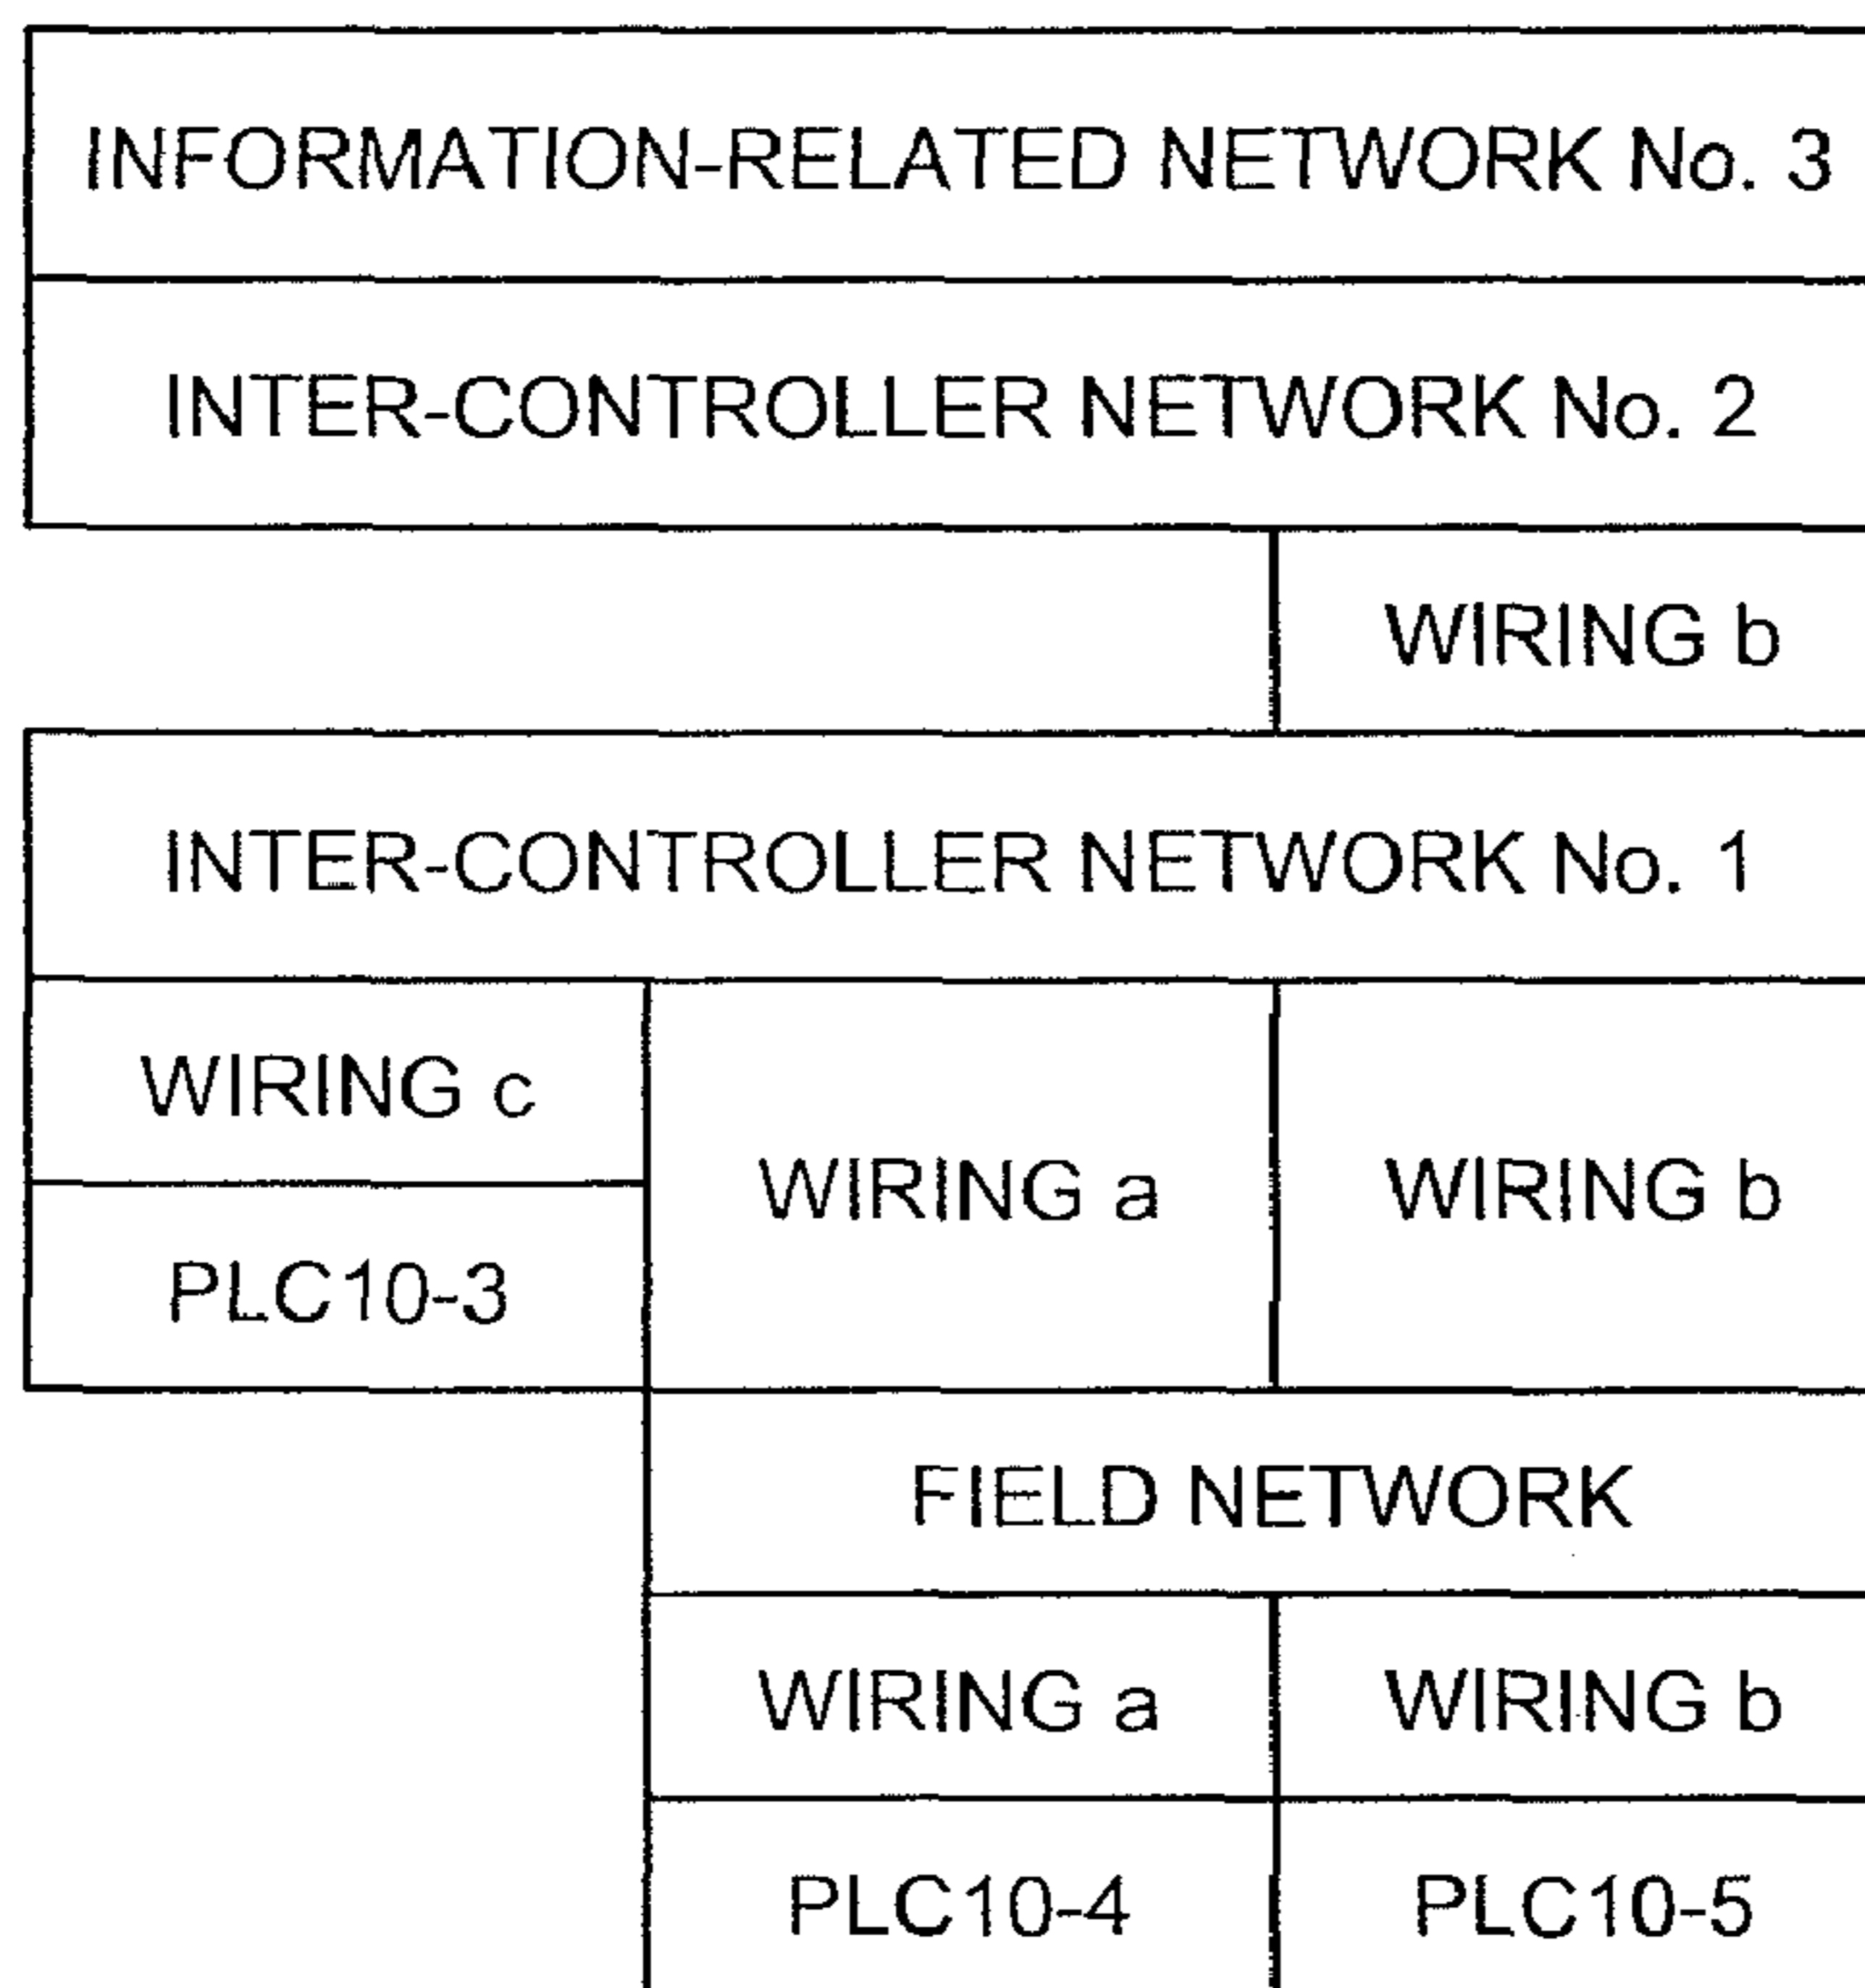 INFORMATION-RELATED NETWORK No. 3
INTER-CONTROLLER NETWORK No. 2
WIRING b
INTER-CONTROLLER NETWORK No. 1
WIRING c
PLC10-3
WIRING a
WIRING b
FIELD NETWORK
WIRING a
WIRING b
PLC10-4
PLC10-5